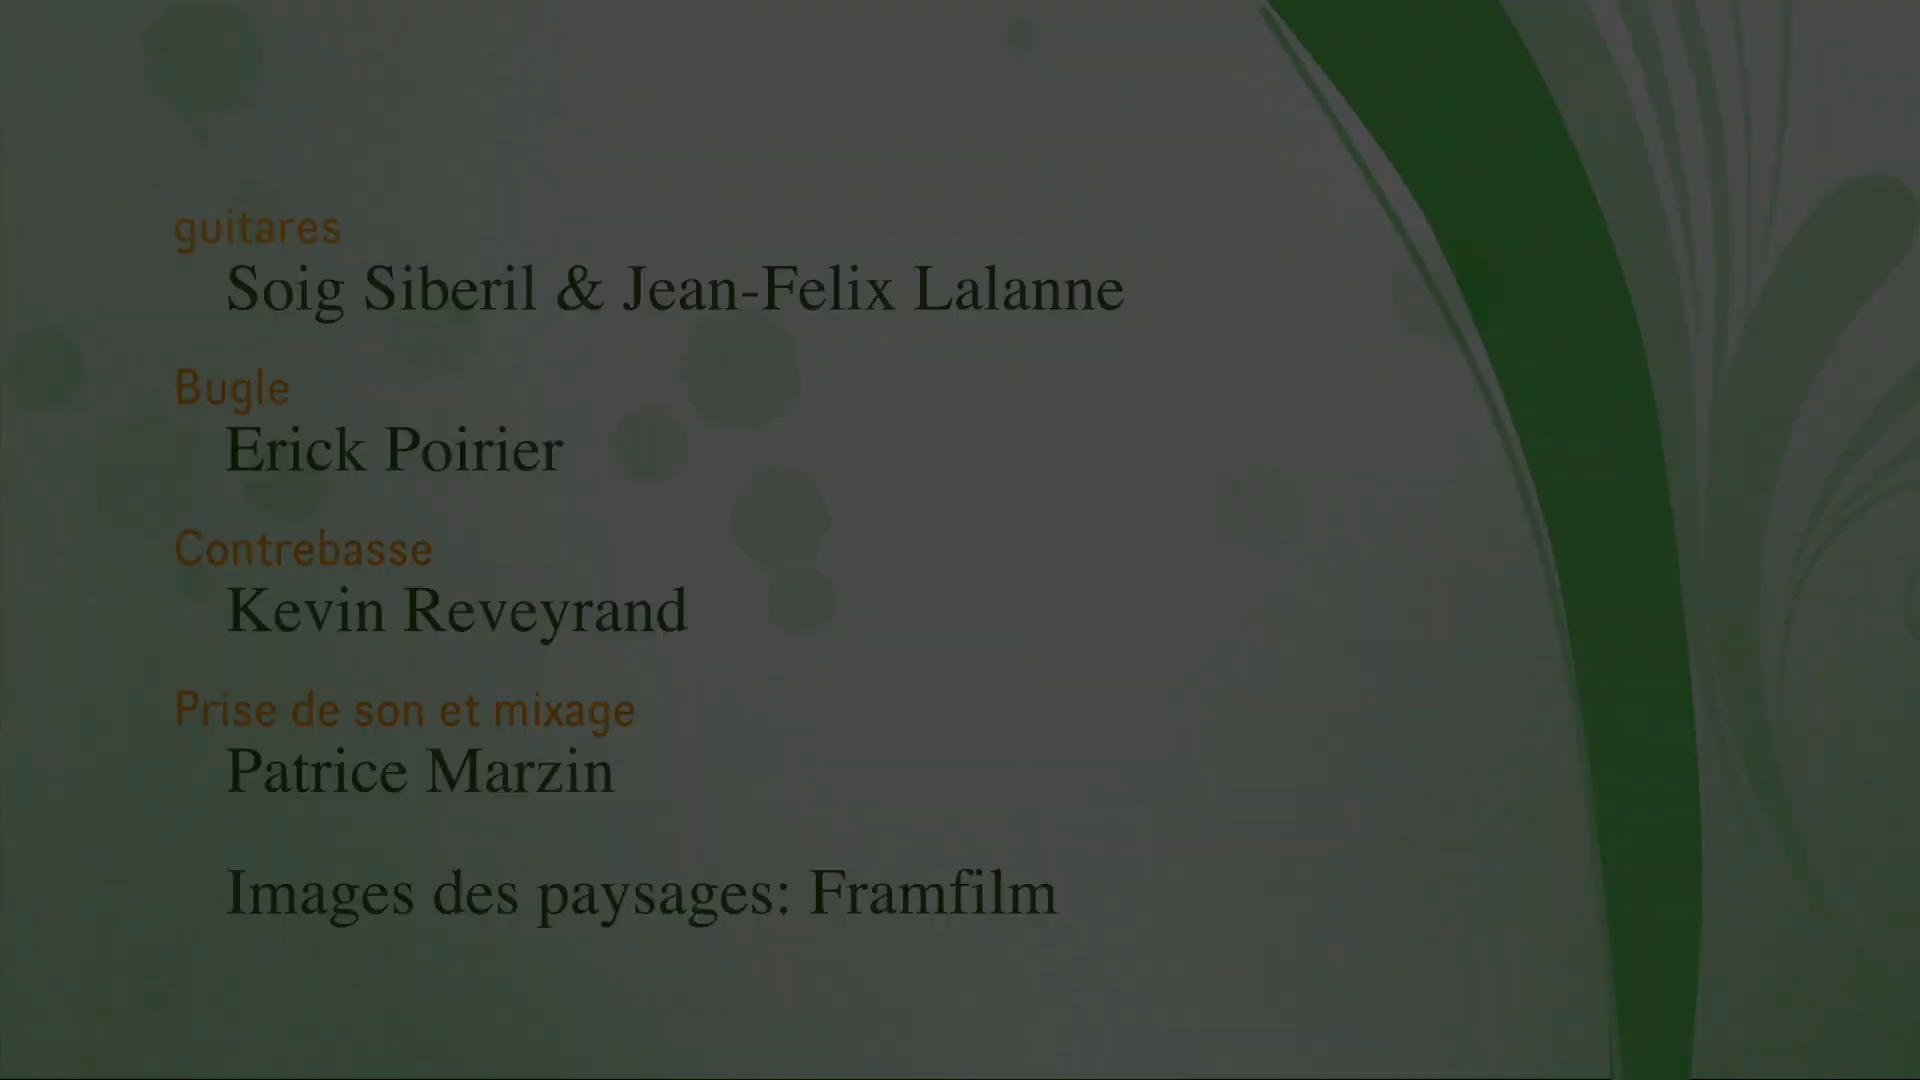 guitares
Soig Siberil & Jean-Felix Lalanne
Bugle
Erick Poirier
Contrebasse
Kevin Reveyrand
Prise de son et mixage
Patrice Marzin
Images des paysages: Framfilm